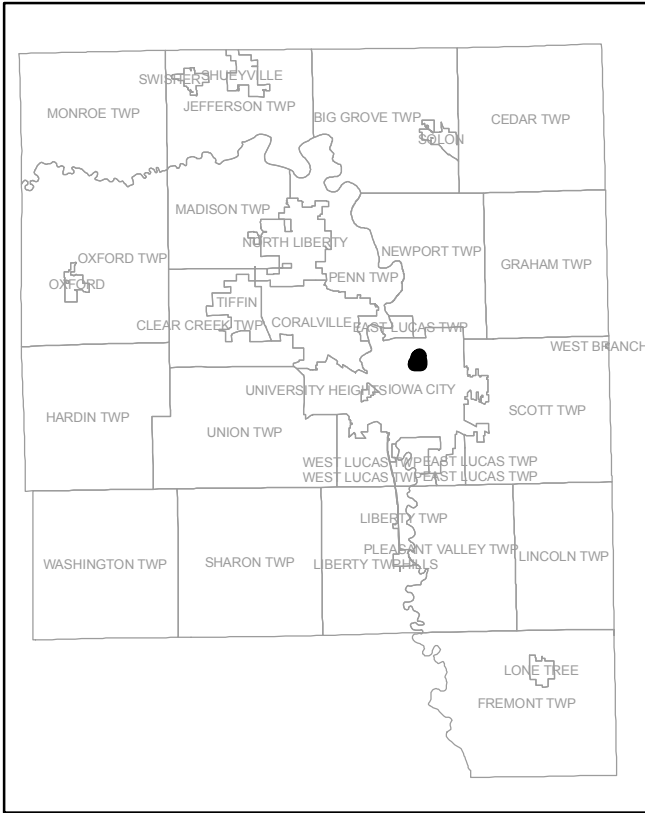 SHUEYVILLE
SWISHER
JEFFERSON TWP
MONROE TWP
BIG GROVE TWP
CEDAR TWP
SOLON
MADISON TWP
NORTH LIBERTY
NEWPORT TWP
OXFORD TWP
GRAHAM TWP
PENN TWP
OXFORD
TIFFIN
CLEAR CREEK TWP
CORALVILLE
EAST LUCAS TWP
WEST BRANCH
UNIVERSITY HEIGHTS
IOWA CITY
HARDIN TWP
SCOTT TWP
UNION TWP
WEST LUCAS TWP
EAST LUCAS TWP
WEST LUCAS TWP
EAST LUCAS TWP
LIBERTY TWP
PLEASANT VALLEY TWP
WASHINGTON TWP
SHARON TWP
LIBERTY TWP
HILLS
LINCOLN TWP
LONE TREE
FREMONT TWP